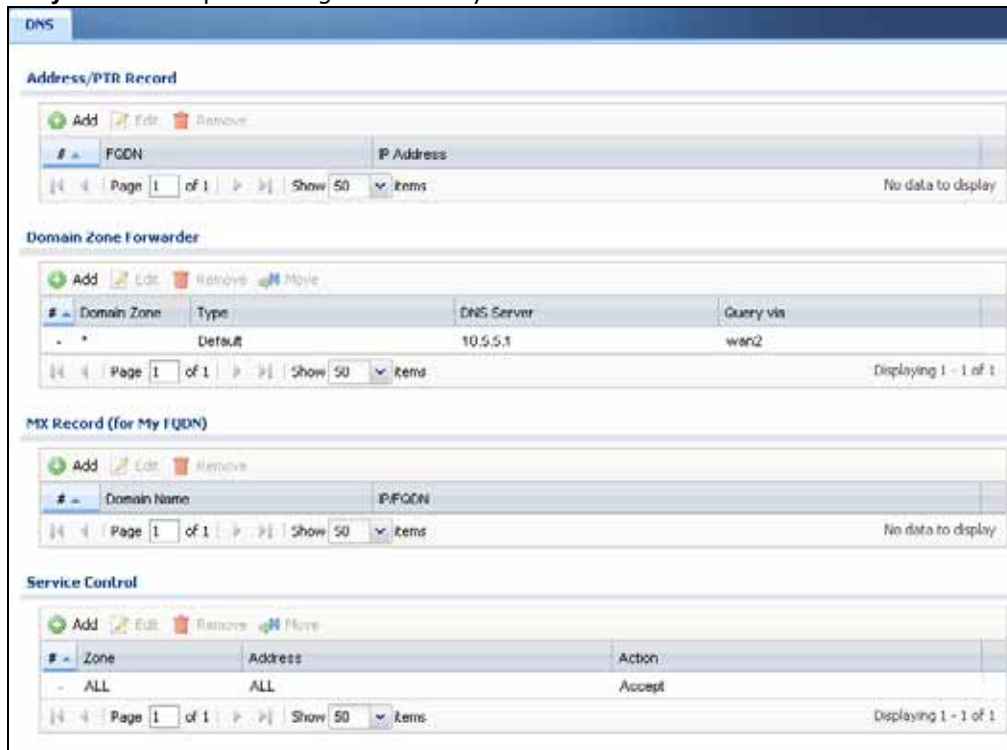 DNS
Address/PTR Record
Add Edit Remove
# FQDN IP Address
Page 1 of 1 Show 50 items No data to display
Domain Zone Forwarder
Add Edit Remove Move
# Domain Zone Type DNS Server Query via
- * Default 10.5.5.1 wan2
Page 1 of 1 Show 50 items Displaying 1 - 1 of 1
MX Record (for My FQDN)
Add Edit Remove
# Domain Name IP/FQDN
Page 1 of 1 Show 50 items No data to display
Service Control
Add Edit Remove Move
# Zone Address Action
- ALL ALL Accept
Page 1 of 1 Show 50 items Displaying 1 - 1 of 1